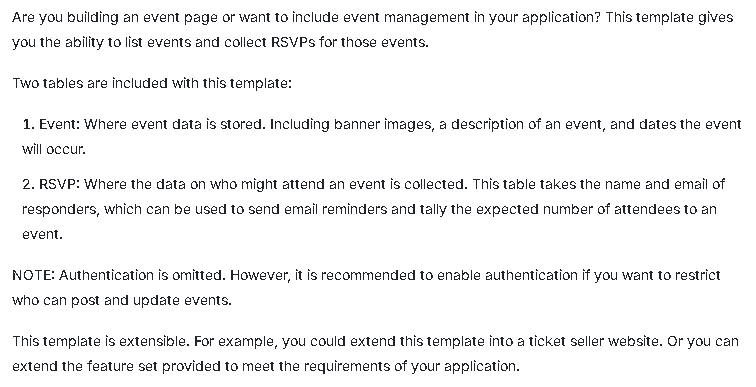 Are you building an event page or want to include event management in your application? This template gives
you the ability to list events and collect RSVPs for those events.
Two tables are included with this template:
1. Event: Where event data is stored. Including banner images, a description of an event, and dates the event
will occur.
2. RSVP: Where the data on who might attend an event is collected. This table takes the name and email of
responders, which can be used to send email reminders and tally the expected number of attendees to an
event.
NOTE: Authentication is omitted. However, it is recommended to enable authentication if you want to restrict
who can post and update events.
This template is extensible. For example, you could extend this template into a ticket seller website. Or you can
extend the feature set provided to meet the requirements of your application.